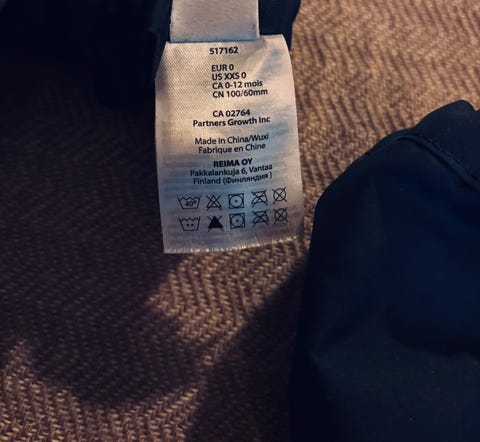 517162
EUR 0
US XXS 0
CA 0-12 mois
CN 100/60mm
CA 02764
Partners Growth Inc
Made in China/Wuxi
Fabrique en Chine
REIMA OY
Pakkalankuja 6, Vantaa
Finland (Финляндия)
40°